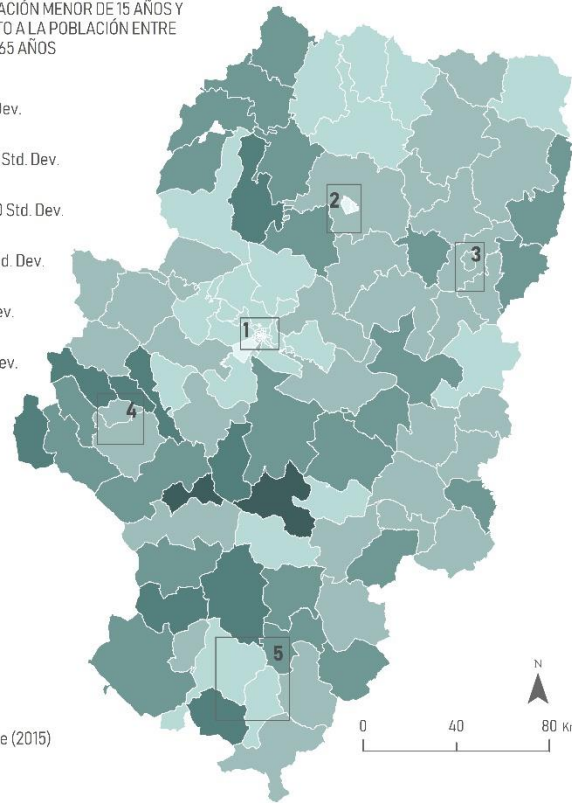 ACIÓN MENOR DE 15 AÑOS Y
TO A LA POBLACIÓN ENTRE
65 AÑOS
Dev.
Std. Dev.
0 Std. Dev.
d. Dev.
ev.
ev.
2
3
1
4
5
N
0 40 80 Km
e (2015)